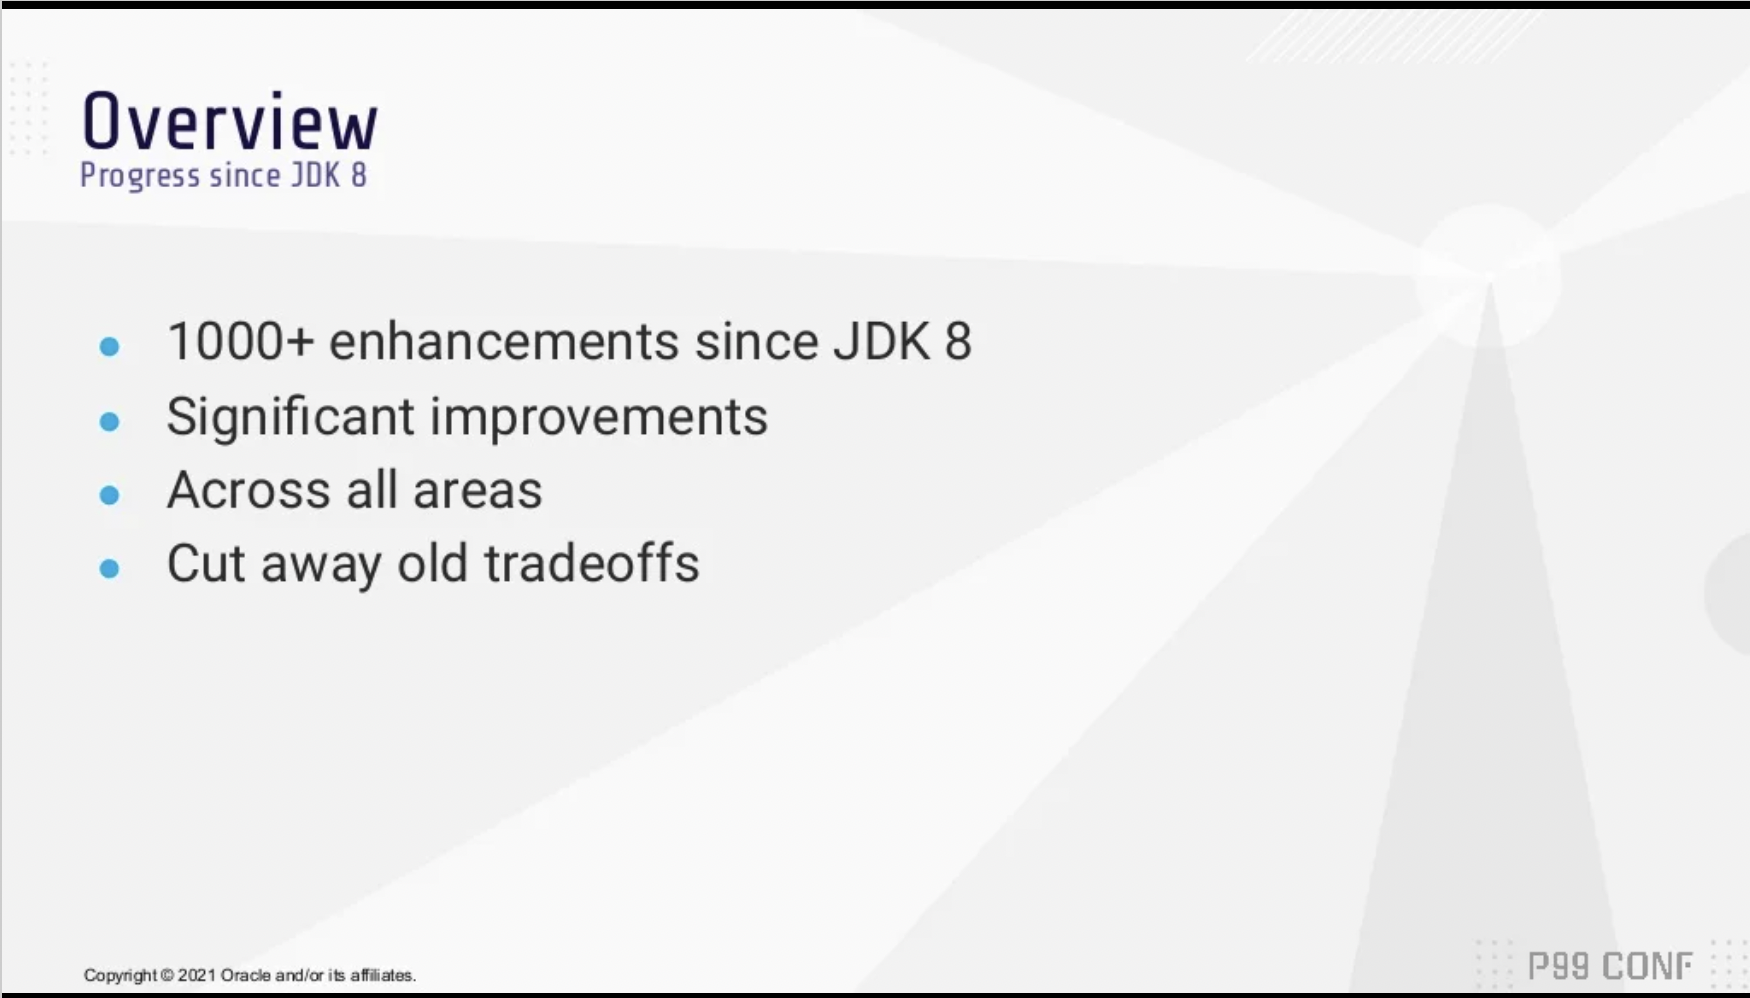 Overview
Progress since JDK 8
1000+ enhancements since JDK 8
Significant improvements
Across all areas
Cut away old tradeoffs
Copyright © 2021 Oracle and/or its affiliates.
P99 CONF